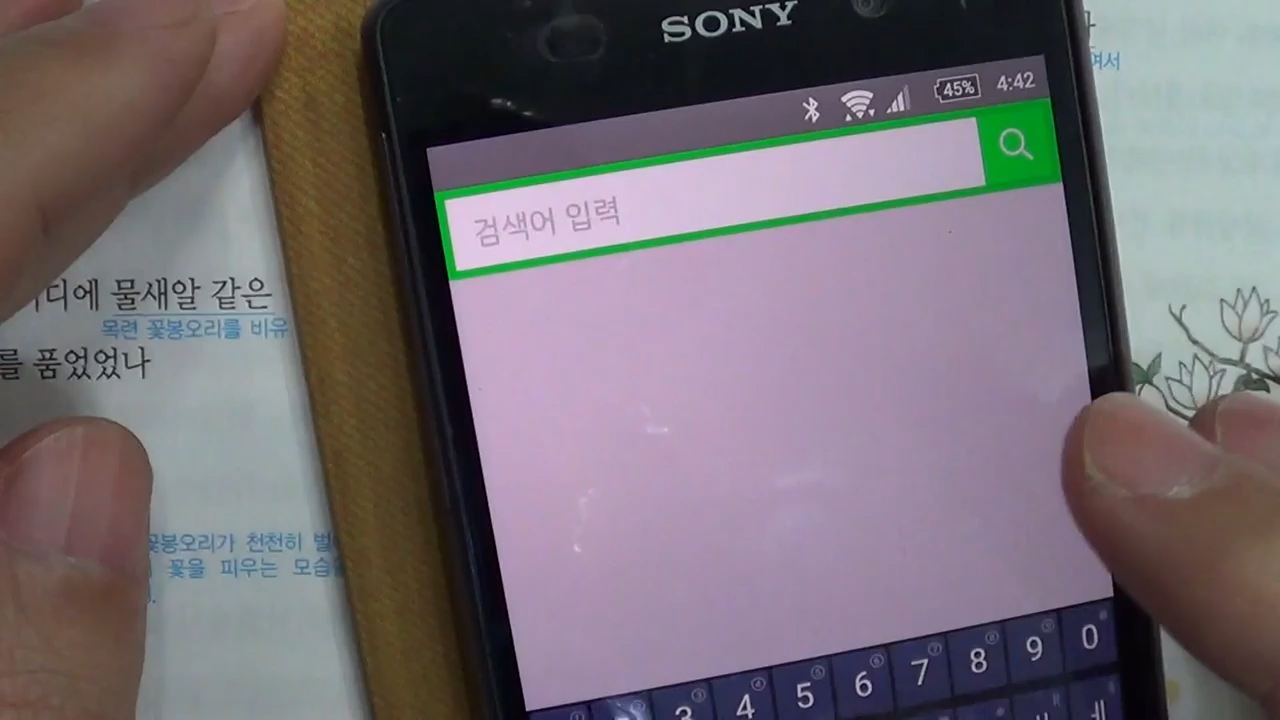 SONY
45% 4:42
검색어 입력
여서
디에 물새알 같은
목련 꽃봉오리를 비유
를 품었었나
꽃봉오리가 천천히
꽃을 피우는 모습
3 4 5 6 7 8 9 0